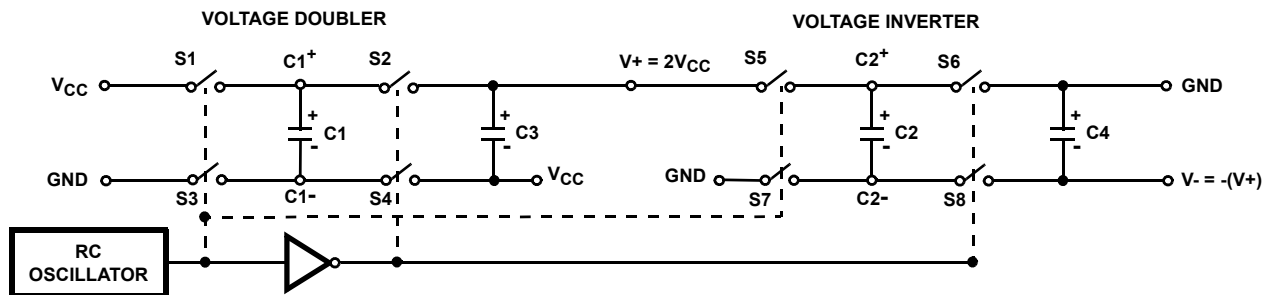 VOLTAGE DOUBLER
VOLTAGE INVERTER
S1
C1+
S2
V+ = 2VCC
S5
C2+
S6
VCC
GND
+
C1
-
+
C3
-
+
C2
-
+
C4
-
GND
S3
C1-
S4
VCC
GND
S7
C2-
S8
V- = -(V+)
RC
OSCILLATOR